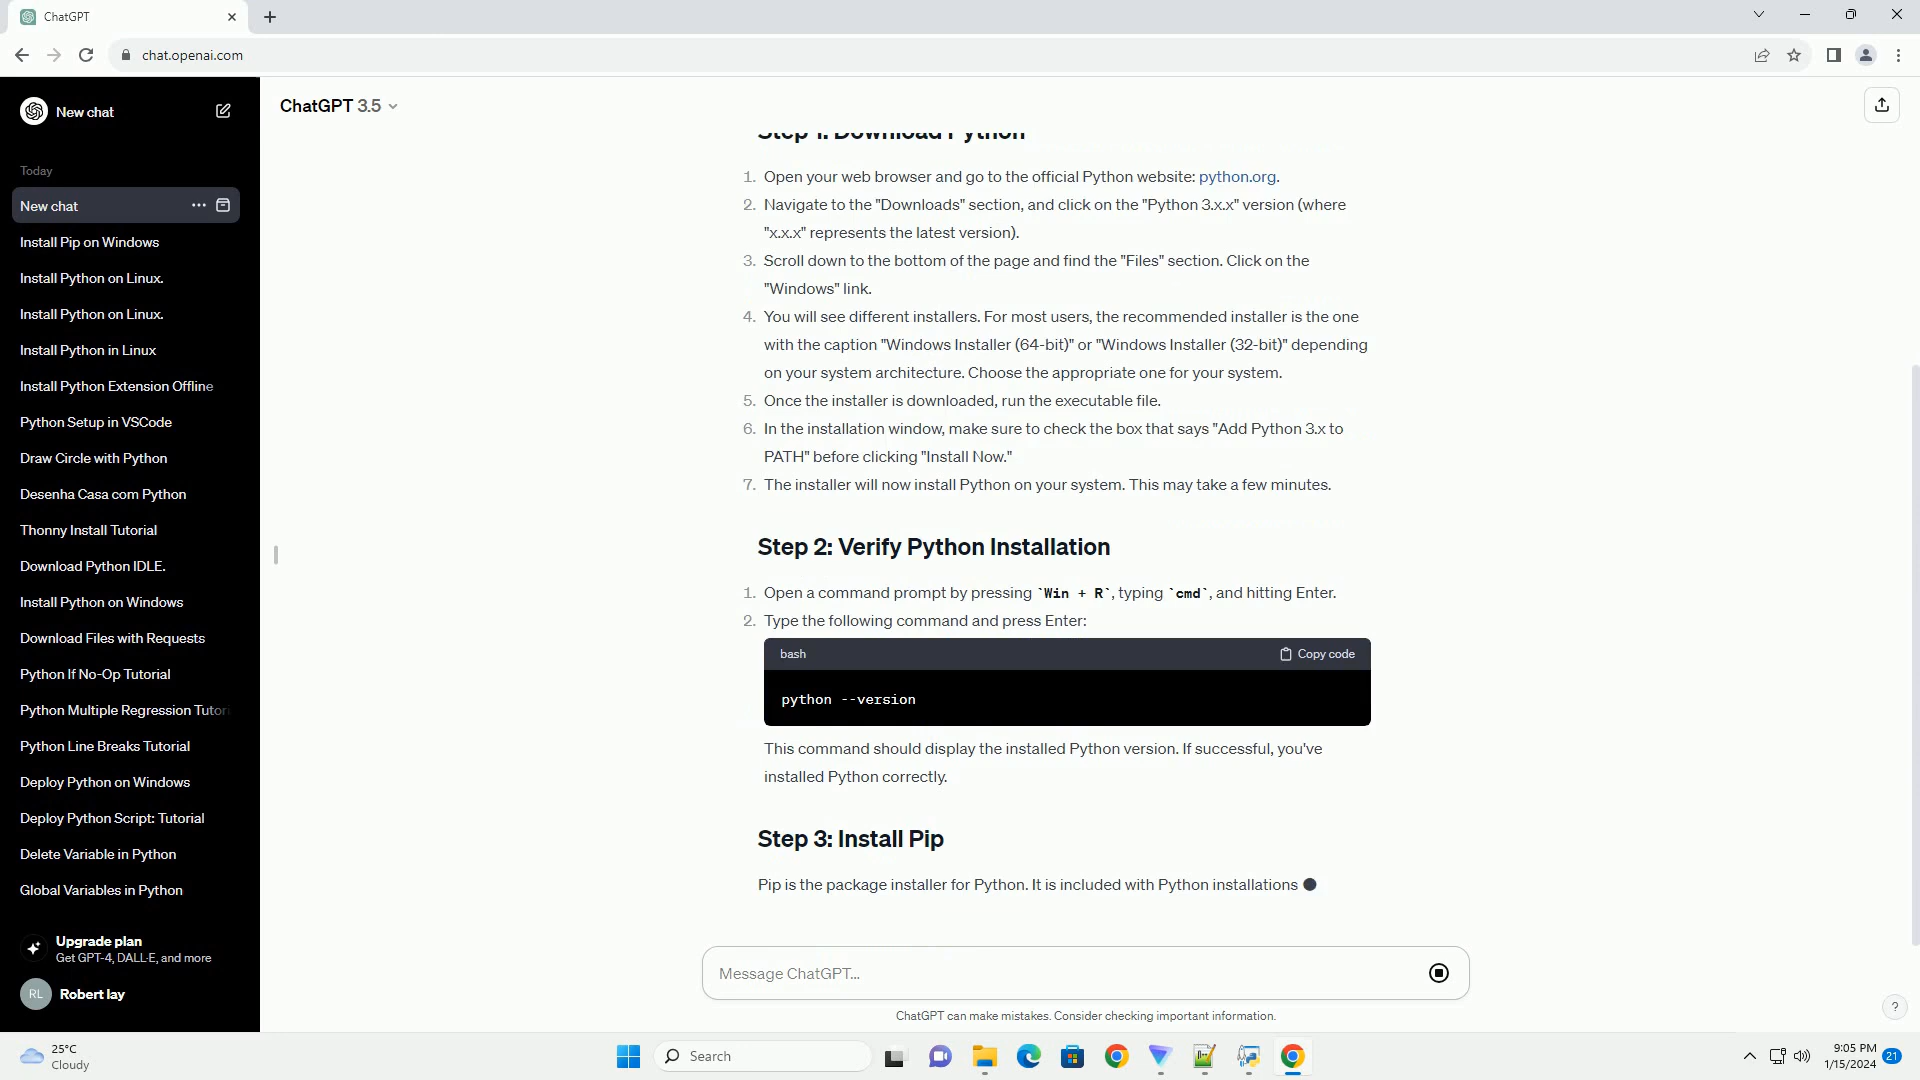 ChatGPT
chat.openai.com
New chat
Today
New chat
Install Pip on Windows
Install Python on Linux.
Install Python on Linux.
Install Python in Linux
Install Python Extension Offline
Python Setup in VSCode
Draw Circle with Python
Desenha Casa com Python
Thonny Install Tutorial
Download Python IDLE.
Install Python on Windows
Download Files with Requests
Python If No-Op Tutorial
Python Multiple Regression Tutori
Python Line Breaks Tutorial
Deploy Python on Windows
Deploy Python Script: Tutorial
Delete Variable in Python
Global Variables in Python
Upgrade plan
Get GPT-4, DALL·E, and more
RL Robert lay
ChatGPT 3.5
Step 1: Download Python
1. Open your web browser and go to the official Python website: python.org.
2. Navigate to the "Downloads" section, and click on the "Python 3.x.x" version (where
"x.x.x" represents the latest version).
3. Scroll down to the bottom of the page and find the "Files" section. Click on the
"Windows" link.
4. You will see different installers. For most users, the recommended installer is the one
with the caption "Windows Installer (64-bit)" or "Windows Installer (32-bit)" depending
on your system architecture. Choose the appropriate one for your system.
5. Once the installer is downloaded, run the executable file.
6. In the installation window, make sure to check the box that says "Add Python 3.x to
PATH" before clicking "Install Now."
7. The installer will now install Python on your system. This may take a few minutes.
Step 2: Verify Python Installation
1. Open a command prompt by pressing `Win + R`, typing `cmd`, and hitting Enter.
2. Type the following command and press Enter:
bash Copy code
python --version
This command should display the installed Python version. If successful, you've
installed Python correctly.
Step 3: Install Pip
Pip is the package installer for Python. It is included with Python installations
Message ChatGPT...
ChatGPT can make mistakes. Consider checking important information.
?
25°C
Cloudy
Search
9:05 PM
1/15/2024
21